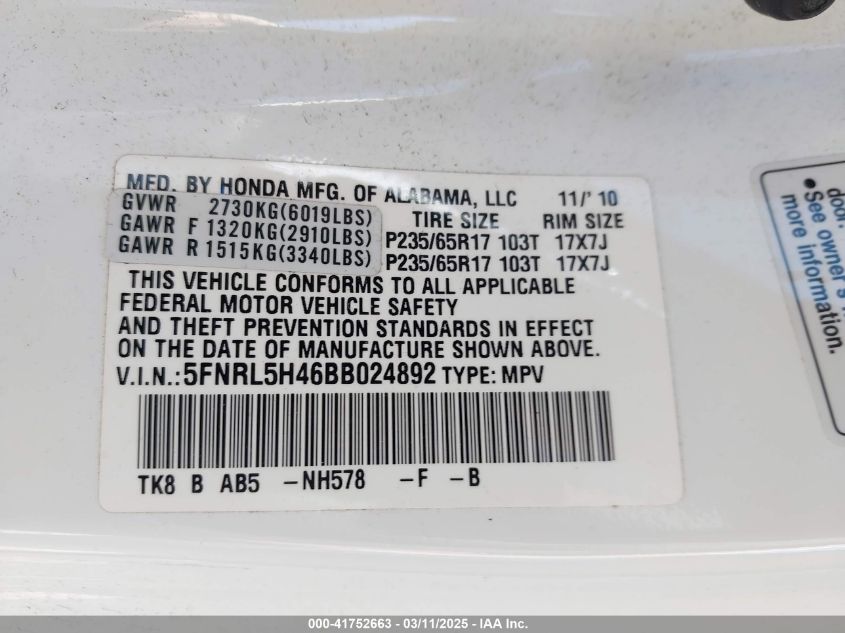 MFD. BY HONDA MFG. OF ALABAMA, LLC 11/' 10
GVWR 2730KG(6019LBS) TIRE SIZE RIM SIZE
GAWR F 1320KG(2910LBS) P235/65R17 103T 17X7J
GAWR R 1515KG(3340LBS) P235/65R17 103T 17X7J
THIS VEHICLE CONFORMS TO ALL APPLICABLE
FEDERAL MOTOR VEHICLE SAFETY
AND THEFT PREVENTION STANDARDS IN EFFECT
ON THE DATE OF MANUFACTURE SHOWN ABOVE.
V.I.N.: 5FNRL5H46BB024892 TYPE: MPV
TK8 B AB5 -NH578 -F -B
door.
• See owner's
more information.
000-41752663 - 03/11/2025 - IAA Inc.